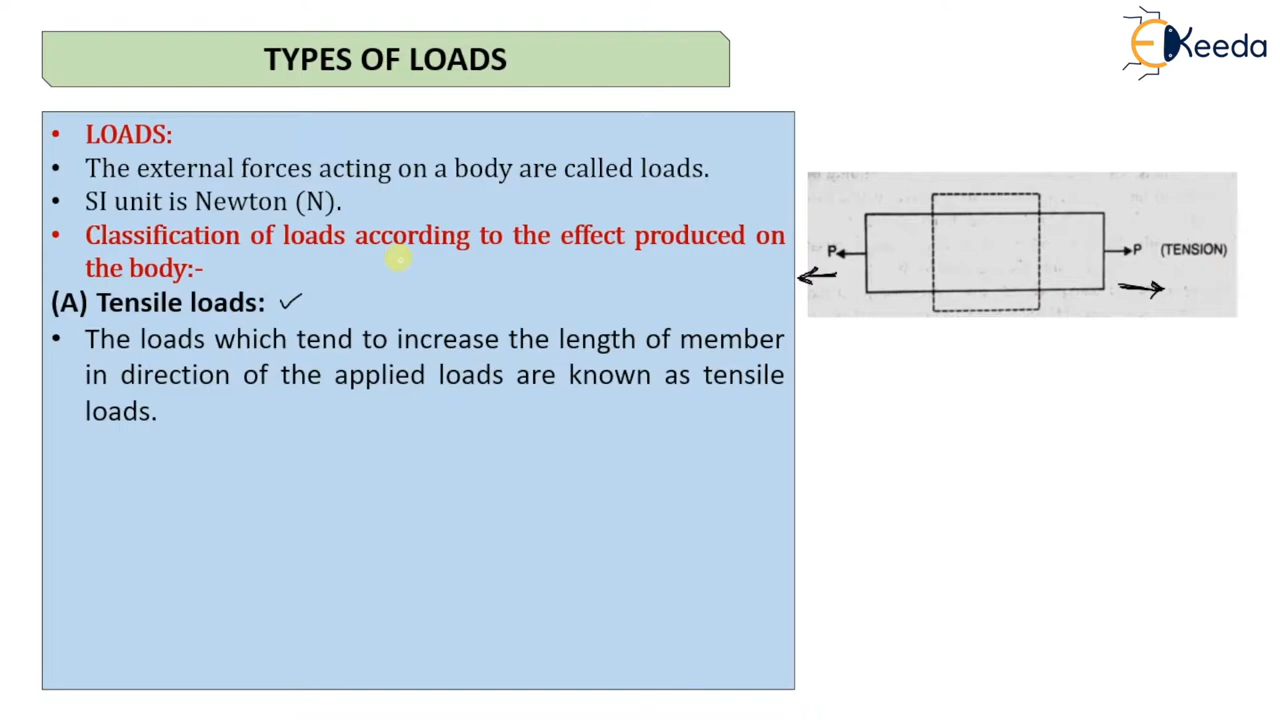 TYPES OF LOADS
EKeeda
• LOADS:
• The external forces acting on a body are called loads.
• SI unit is Newton (N).
• Classification of loads according to the effect produced on
the body:-
(A) Tensile loads: ✓
• The loads which tend to increase the length of member
in direction of the applied loads are known as tensile
loads.
P P (TENSION)